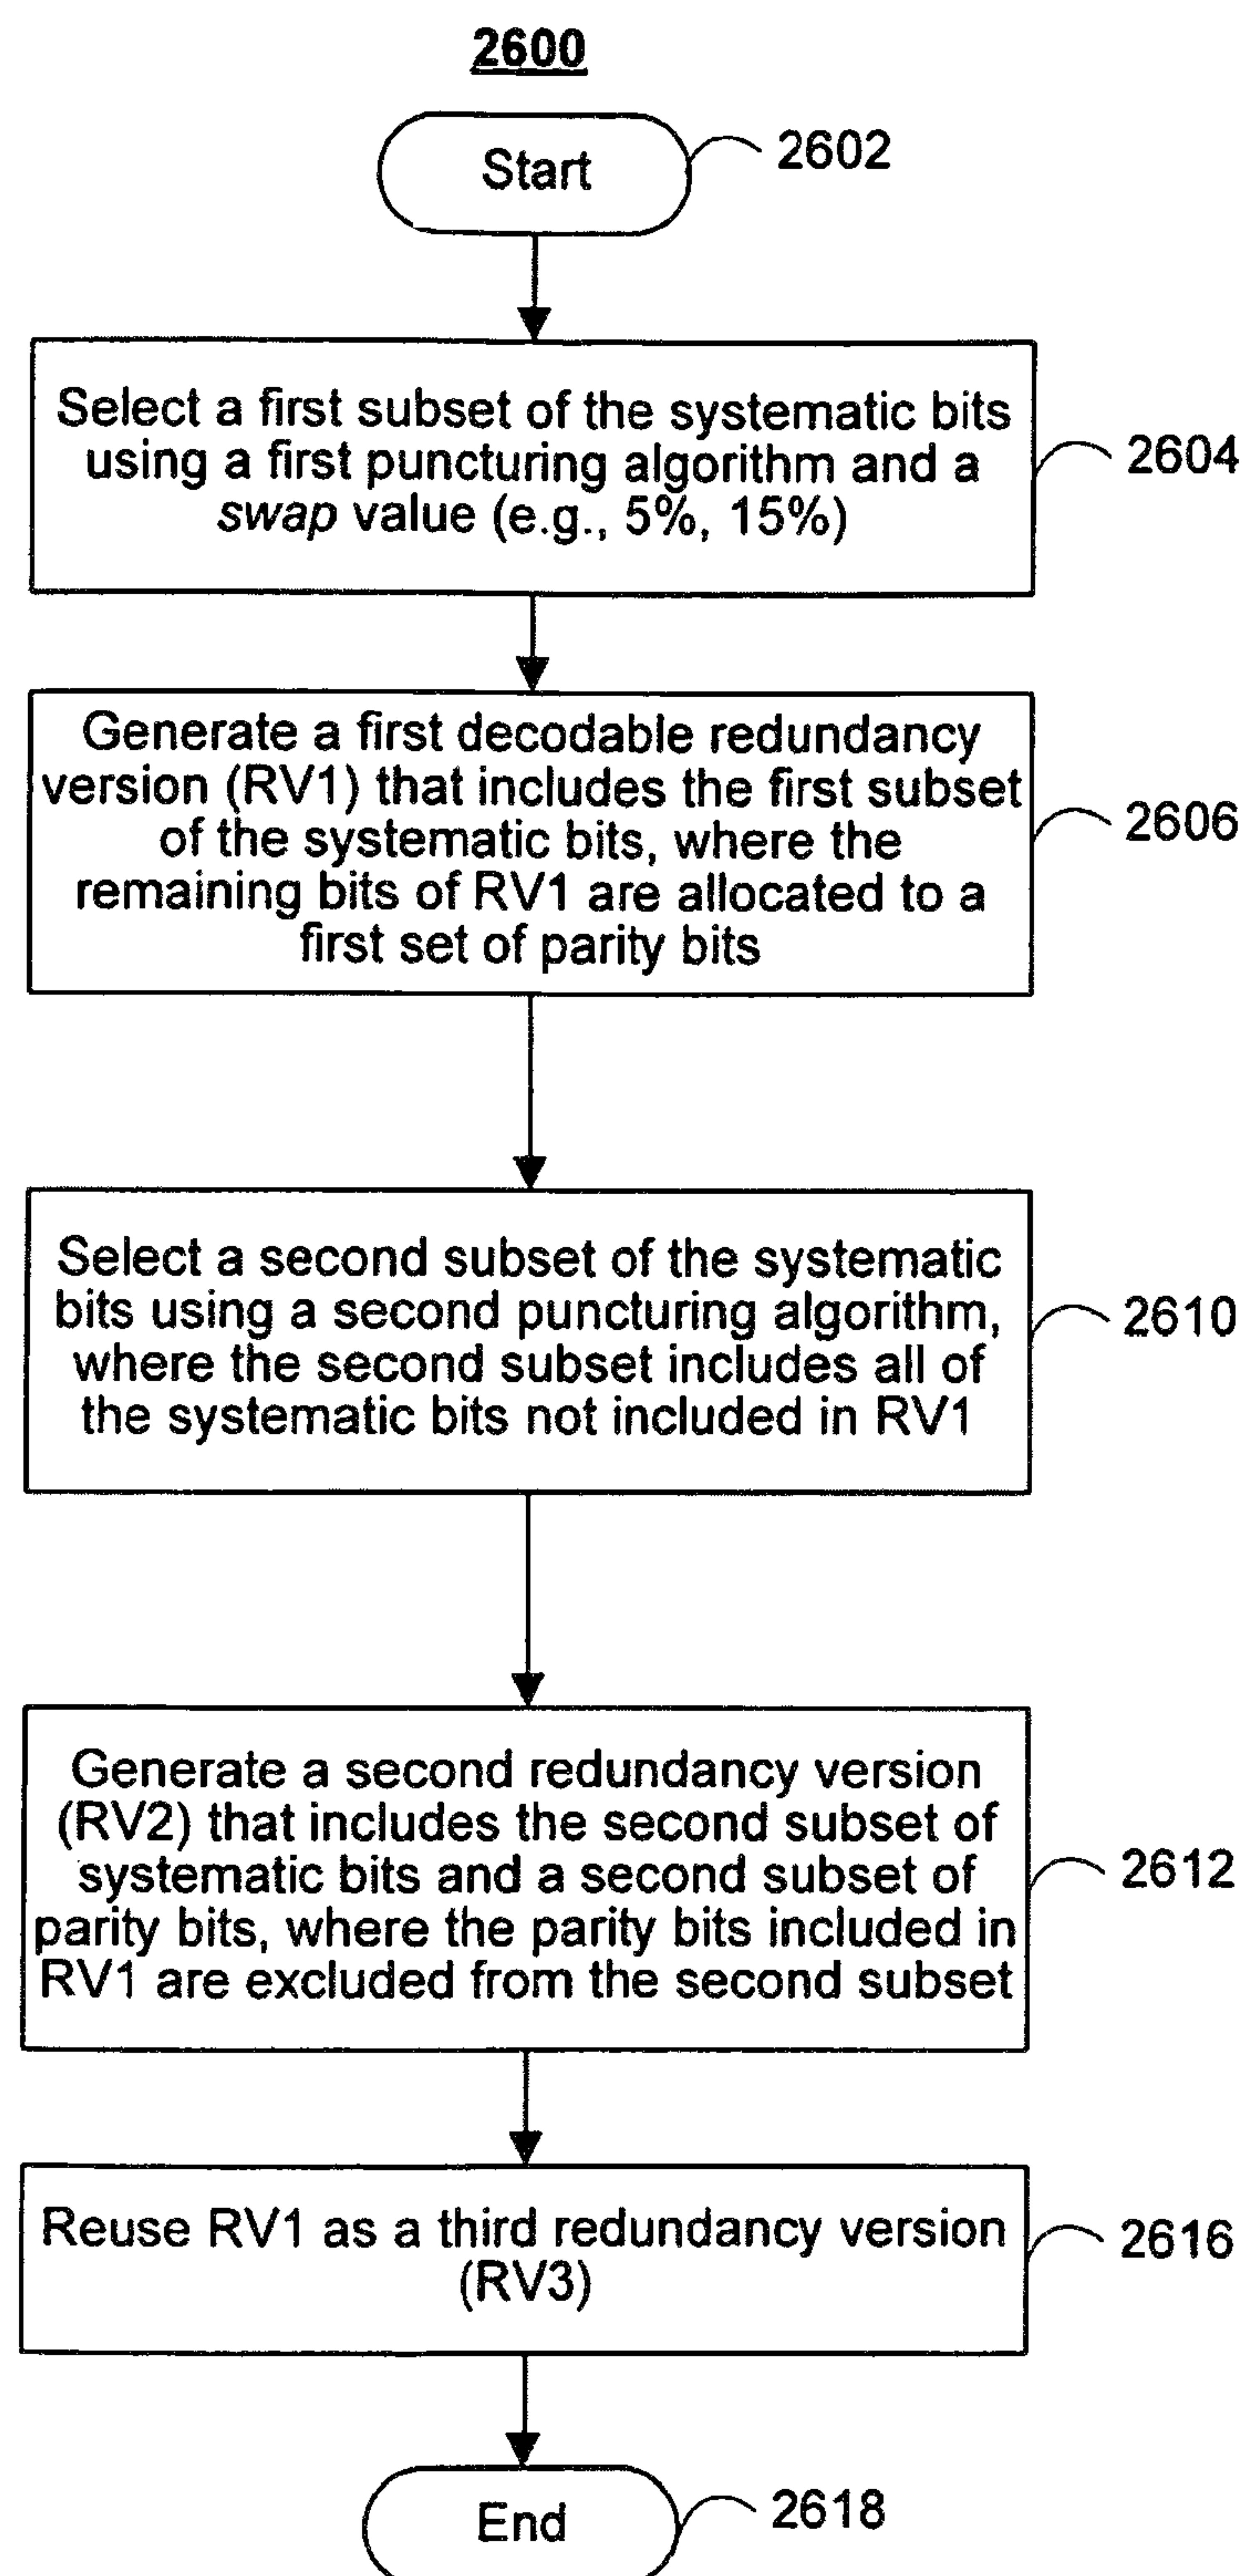 2600
Start
2602
Select a first subset of the systematic bits
using a first puncturing algorithm and a
swap value (e.g., 5%, 15%)
2604
Generate a first decodable redundancy
version (RV1) that includes the first subset
of the systematic bits, where the
remaining bits of RV1 are allocated to a
first set of parity bits
2606
Select a second subset of the systematic
bits using a second puncturing algorithm,
where the second subset includes all of
the systematic bits not included in RV1
2610
Generate a second redundancy version
(RV2) that includes the second subset of
systematic bits and a second subset of
parity bits, where the parity bits included in
RV1 are excluded from the second subset
2612
Reuse RV1 as a third redundancy version
(RV3)
2616
End
2618